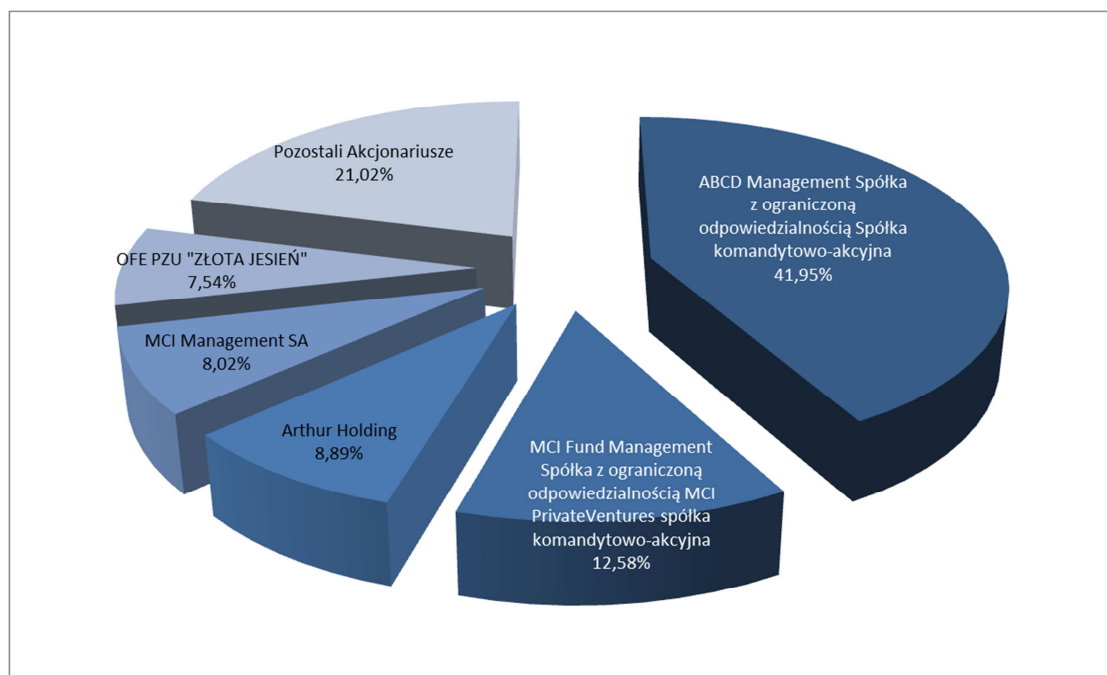 Pozostali Akcjonariusze
21,02%
ABCD Management Spółka
z ograniczoną
odpowiedzialnością Spółka
komandytowo-akcyjna
41,95%
OFE PZU "ZŁOTA JESIEŃ"
7,54%
MCI Management SA
8,02%
Arthur Holding
8,89%
MCI Fund Management
Spółka z ograniczoną
odpowiedzialnością MCI
PrivateVentures spółka
komandytowo-akcyjna
12,58%